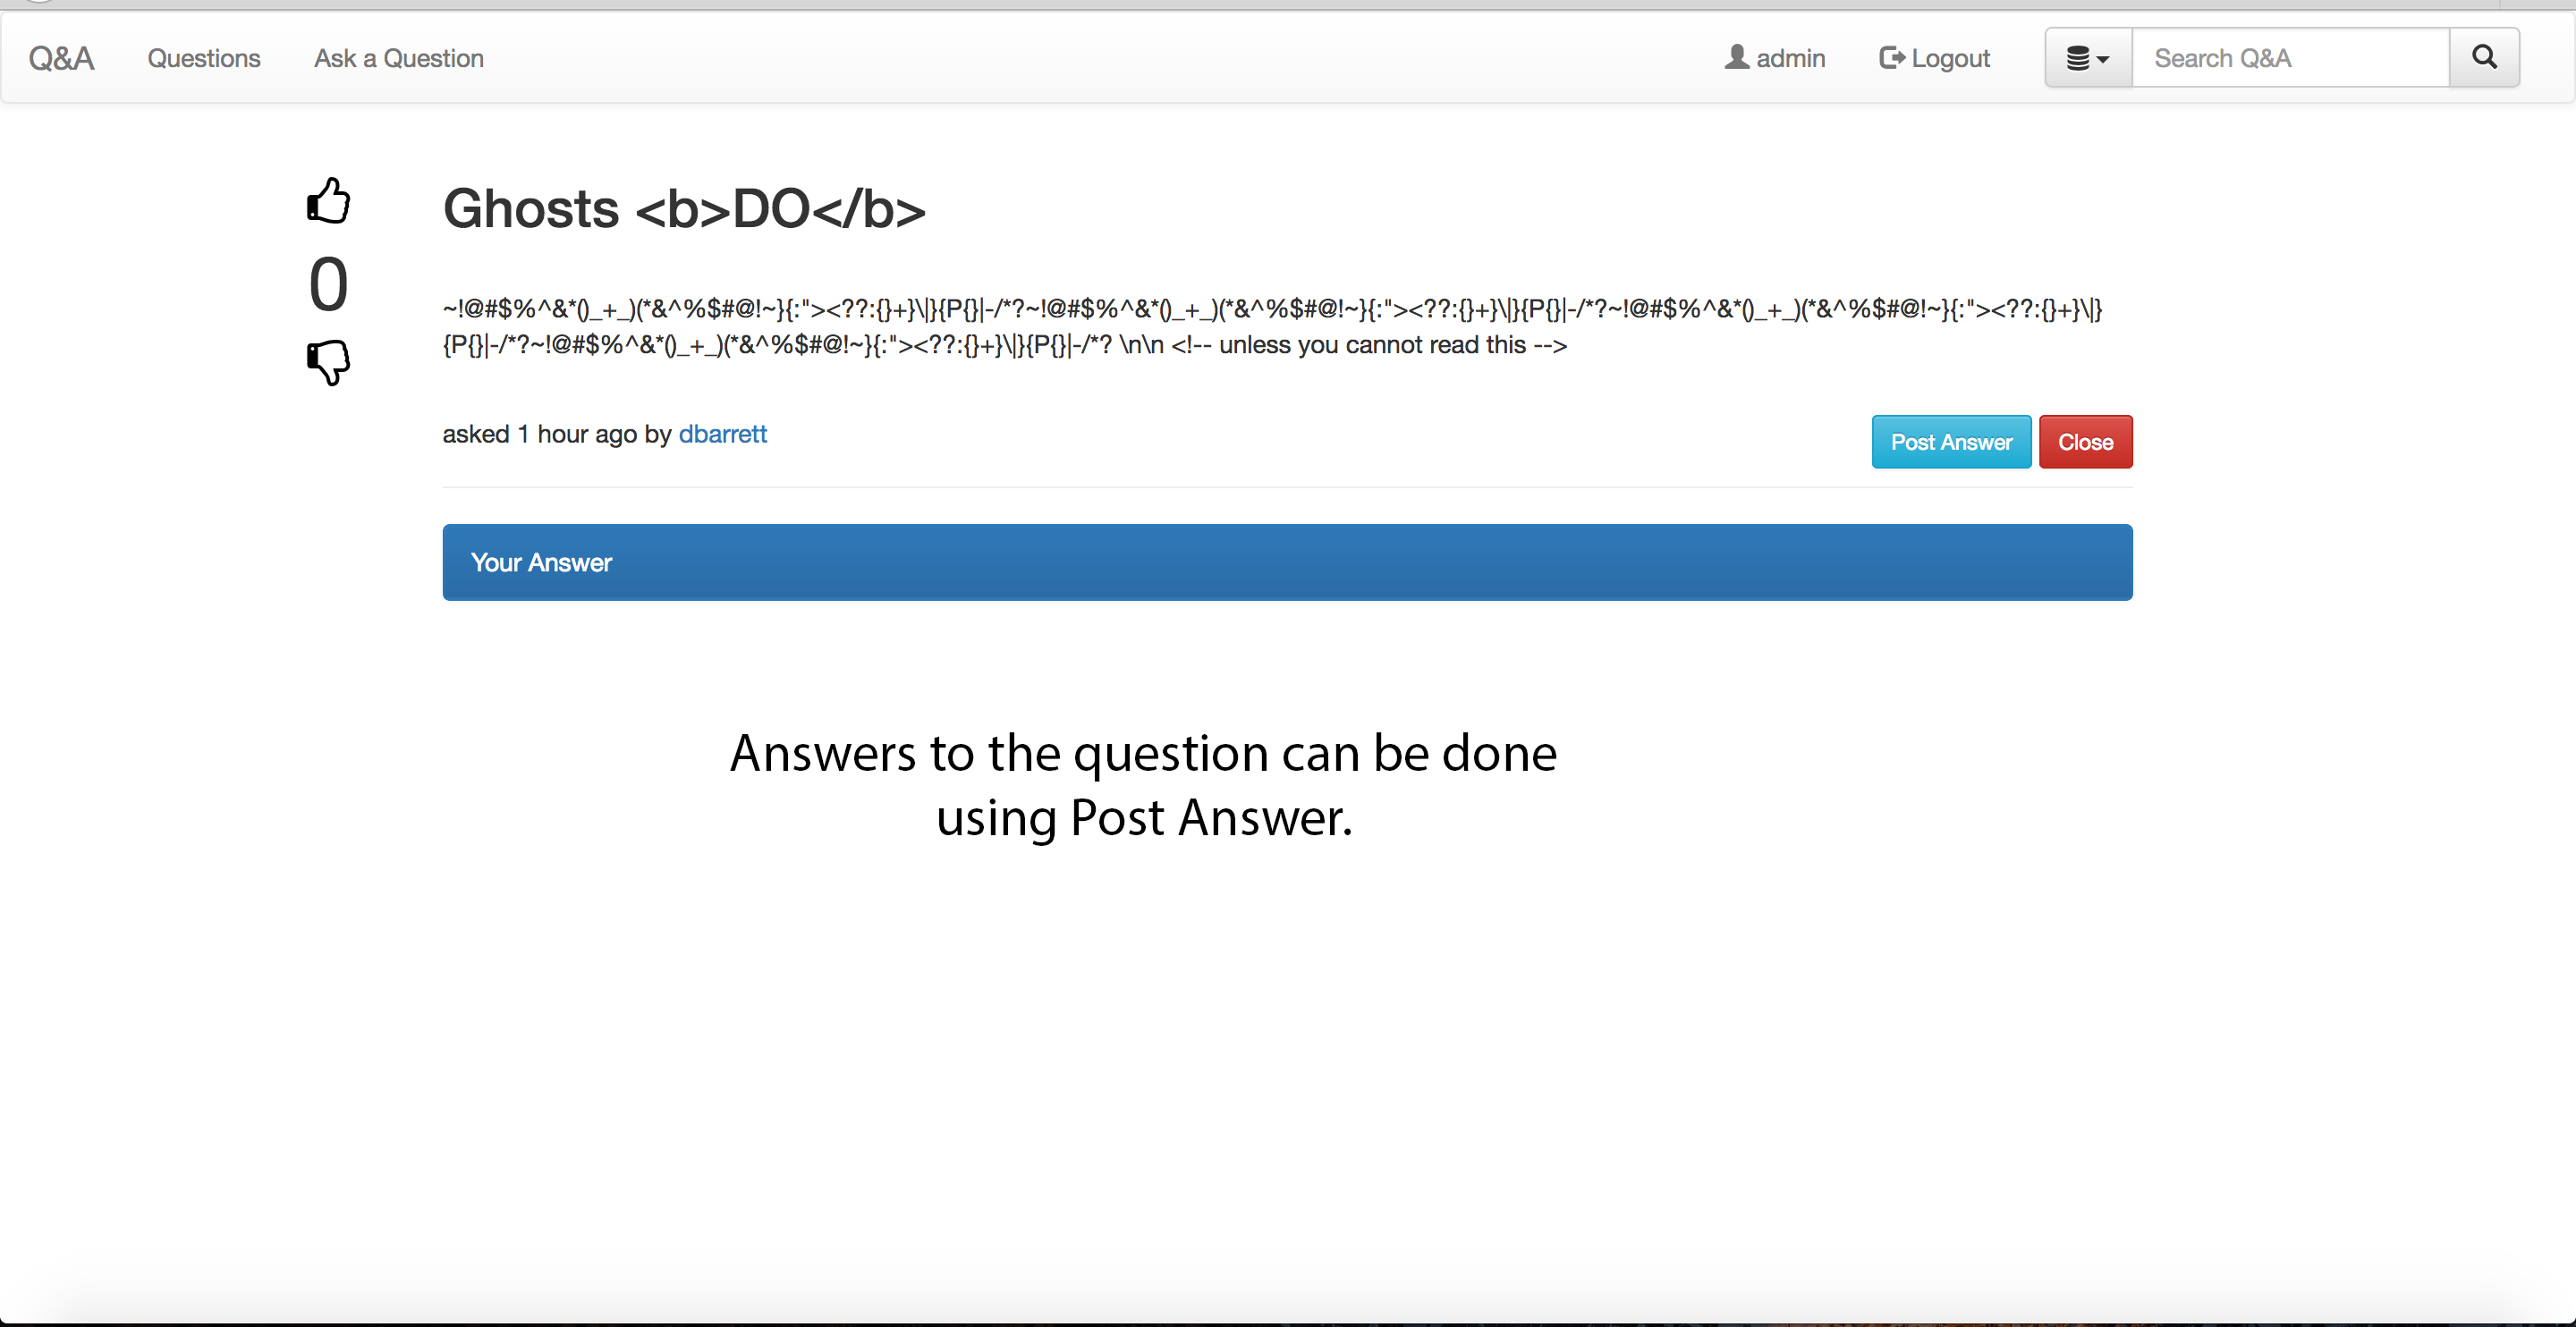 Q&A Questions Ask a Question admin Logout Search Q&A
Ghosts <b>DO</b>
0
~!@#$%^&*()_+_)(*&^%$#@!~}{:"><??:{}+}\|}{P{}|-/*?~!@#$%^&*()_+_)(*&^%$#@!~}{:"><??:{}+}\|}{P{}|-/*?~!@#$%^&*()_+_)(*&^%$#@!~}{:"><??:{}+}\|}
{P{}|-/*?~!@#$%^&*()_+_)(*&^%$#@!~}{:"><??:{}+}\|}{P{}|-/*? \n\n <!-- unless you cannot read this -->
asked 1 hour ago by dbarrett Post Answer Close
Your Answer
Answers to the question can be done
using Post Answer.